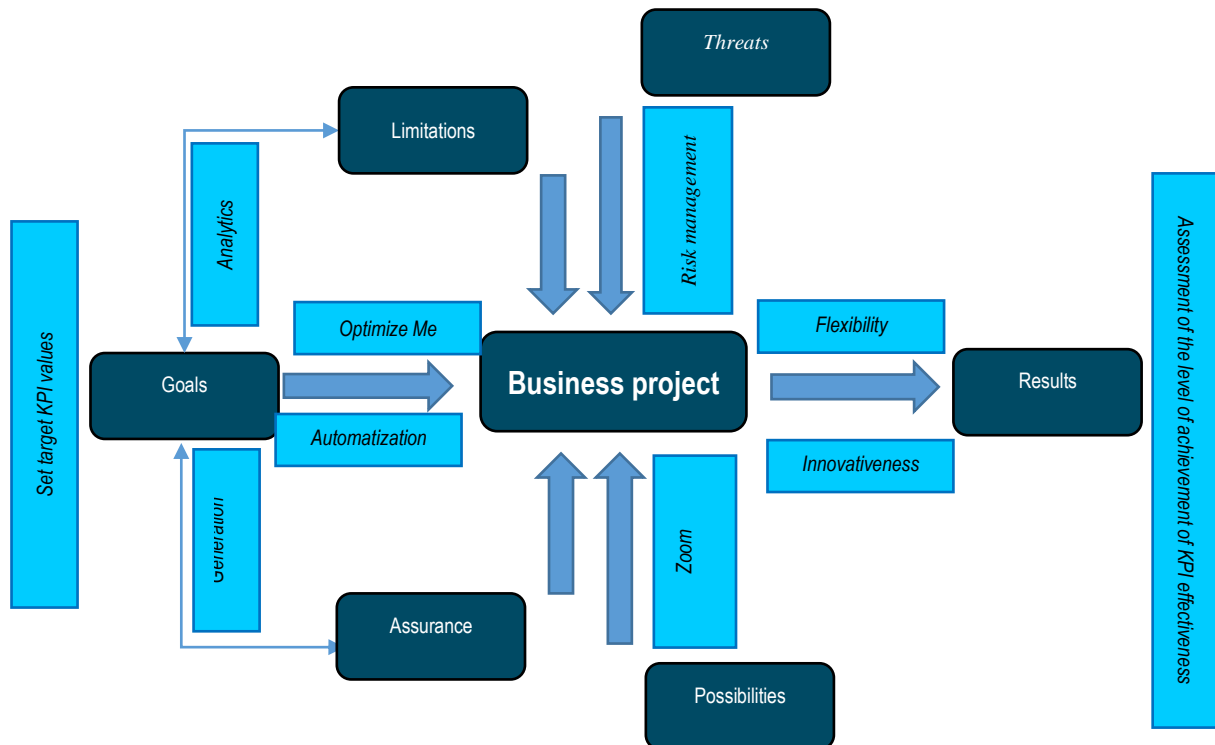 Threats
Limitations
Risk management
Analytics
Set target KPI values
Assessment of the level of achievement of KPI effectiveness
Optimize Me
Flexibility
Goals
Business project
Results
Automatization
Innovativeness
Generation
Zoom
Assurance
Possibilities